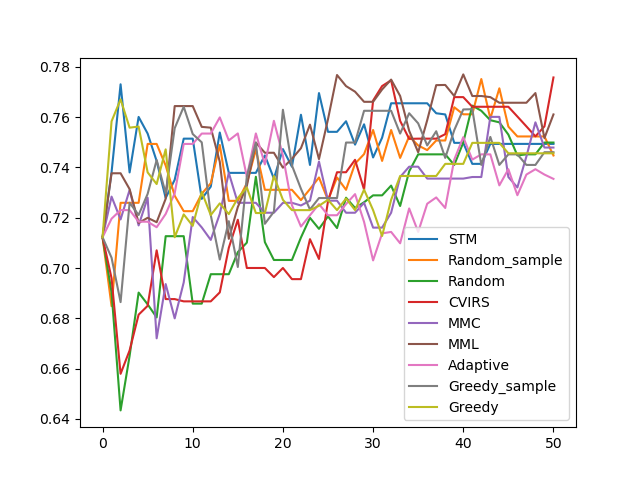 0.78
0.76
0.74
0.72
0.70
0.68
0.66
0.64
0
10
20
30
40
50
STM
Random_sample
Random
CVIRS
MMC
MML
Adaptive
Greedy_sample
Greedy